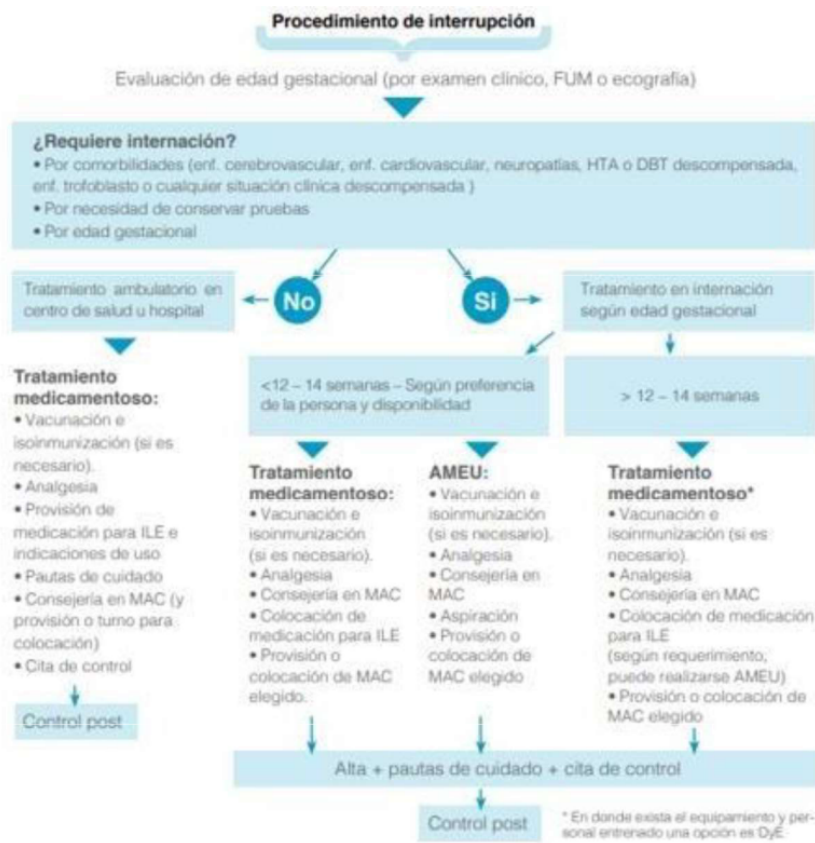 Procedimiento de interrupción
Evaluación de edad gestacional (por examen clínico, FUM o ecografía)
¿Requiere internación?
• Por comorbilidades (enf. cerebrovascular, enf. cardiovascular, neuropatías, HTA o DBT descompensada,
enf. trofoblasto o cualquier situación clínica descompensada )
• Por necesidad de conservar pruebas
• Por edad gestacional
Tratamiento ambulatorio en
centro de salud u hospital
No
Si
Tratamiento en internación
según edad gestacional
<12 – 14 semanas – Según preferencia
de la persona y disponibilidad
> 12 – 14 semanas
Tratamiento
medicamentoso:
• Vacunación e
isoinmunización (si es
necesario).
• Analgesia
• Provisión de
medicación para ILE e
indicaciones de uso
• Pautas de cuidado
• Consejería en MAC (y
provisión o turno para
colocación)
• Cita de control
Control post
Tratamiento
medicamentoso:
• Vacunación e
isoinmunización
(si es necesario).
• Analgesia
• Consejería en MAC
• Colocación de
medicación para ILE
• Provisión o
colocación de MAC
elegido.
AMEU:
• Vacunación e
isoinmunización
(si es necesario).
• Analgesia
• Consejería en
MAC
• Aspiración
• Provisión o
colocación de
MAC elegido
Tratamiento
medicamentoso*
• Vacunación e
isoinmunización (si es
necesario).
• Analgesia
• Consejería en MAC
• Colocación de medicación
para ILE
(según requerimiento,
puede realizarse AMEU)
• Provisión o colocación de
MAC elegido
Alta + pautas de cuidado + cita de control
Control post
* En donde exista el equipamiento y per-
sonal entrenado una opción es DyE